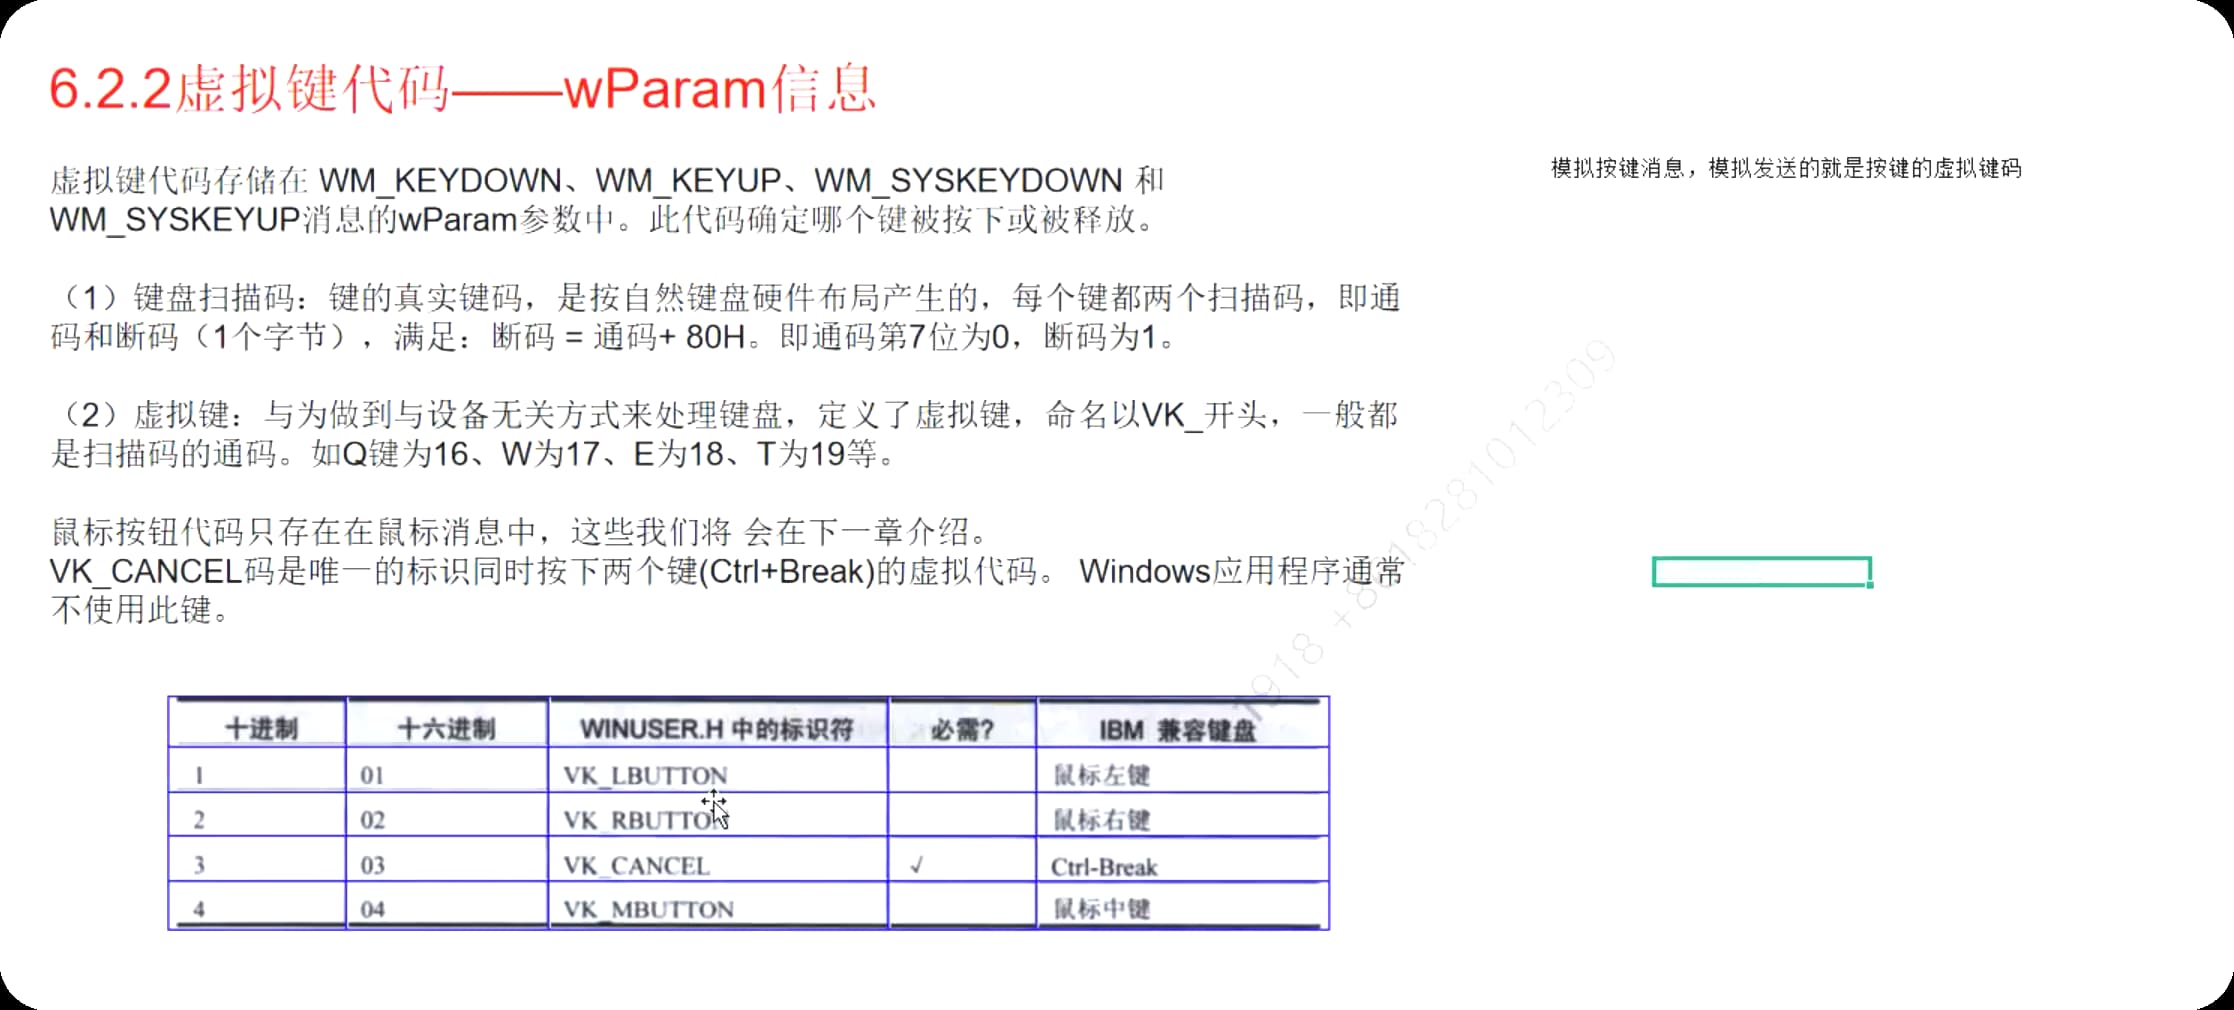 6.2.2虚拟键代码——wParam信息
虚拟键代码存储在 WM_KEYDOWN、WM_KEYUP、WM_SYSKEYDOWN 和
WM_SYSKEYUP消息的wParam参数中。此代码确定哪个键被按下或被释放。
（1）键盘扫描码：键的真实键码，是按自然键盘硬件布局产生的，每个键都两个扫描码，即通
码和断码（1个字节），满足：断码 = 通码+ 80H。即通码第7位为0，断码为1。
（2）虚拟键：与为做到与设备无关方式来处理键盘，定义了虚拟键，命名以VK_开头，一般都
是扫描码的通码。如Q键为16、W为17、E为18、T为19等。
鼠标按钮代码只存在在鼠标消息中，这些我们将 会在下一章介绍。
VK_CANCEL码是唯一的标识同时按下两个键(Ctrl+Break)的虚拟代码。 Windows应用程序通常
不使用此键。
模拟按键消息，模拟发送的就是按键的虚拟键码
十进制 十六进制 WINUSER.H 中的标识符 必需? IBM 兼容键盘
1 01 VK_LBUTTON 鼠标左键
2 02 VK_RBUTTON 鼠标右键
3 03 VK_CANCEL √ Ctrl-Break
4 04 VK_MBUTTON 鼠标中键